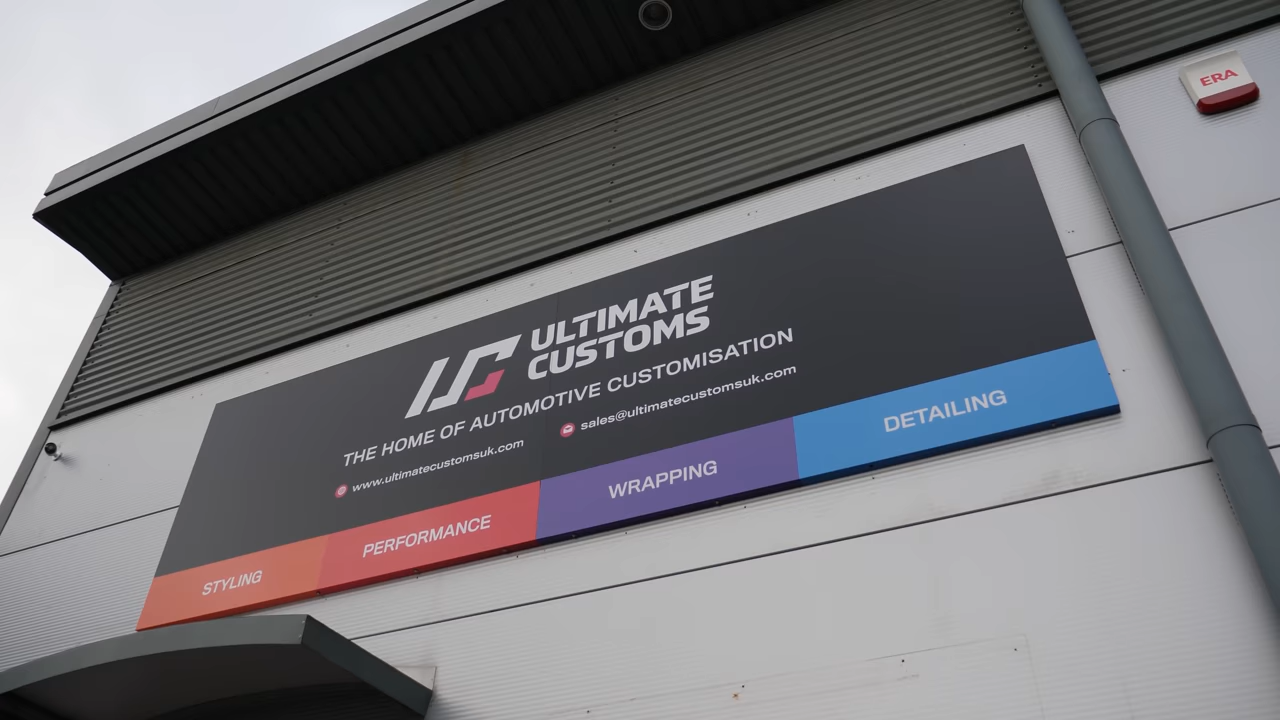 ERA
ULTIMATE
CUSTOMS
THE HOME OF AUTOMOTIVE CUSTOMISATION
www.ultimatecustomsuk.com
sales@ultimatecustomsuk.com
STYLING
PERFORMANCE
WRAPPING
DETAILING